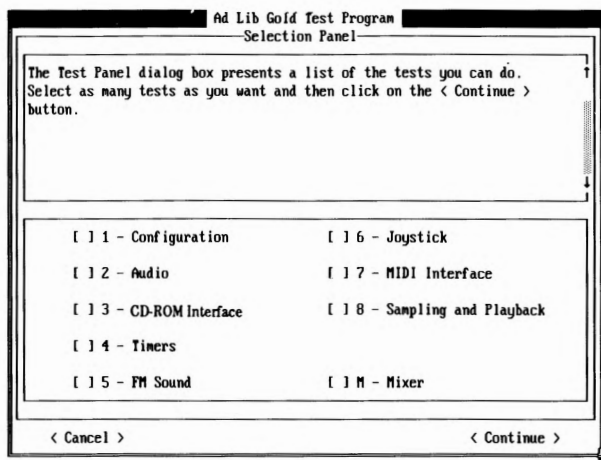 Ad Lib Gold Test Program
Selection Panel
The Test Panel dialog box presents a list of the tests you can do.
Select as many tests as you want and then click on the < Continue >
button.
[ ] 1 - Configuration
[ ] 2 - Audio
[ ] 3 - CD-ROM Interface
[ ] 4 - Timers
[ ] 5 - FM Sound
[ ] 6 - Joystick
[ ] 7 - MIDI Interface
[ ] 8 - Sampling and Playback
[ ] M - Mixer
< Cancel >
< Continue >